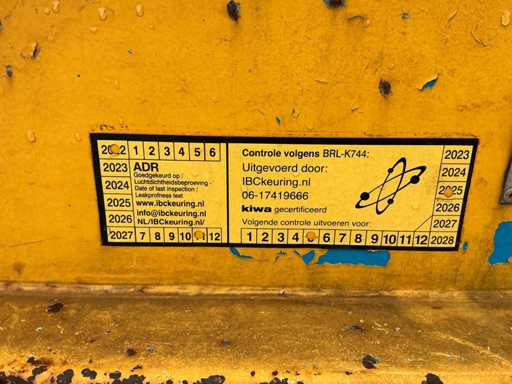 2022 1 2 3 4 5 6
2023 ADR
Goedgekeurd op /
2024 Luchtdichtheidsbeproeving -
Date of last inspection /
Leakproofness test
2025 www.ibckeuring.nl
info@ibckeuring.nl
2026 NL/IBCkeuring.nl/
2027 7 8 9 10 11 12
Controle volgens BRL-K744: 2023
Uitgevoerd door: 2024
IBCkeuring.nl 2025
06-17419666 2026
kiwa gecertificeerd
Volgende controle uitvoeren voor: 2027
1 2 3 4 5 6 7 8 9 10 11 12 2028